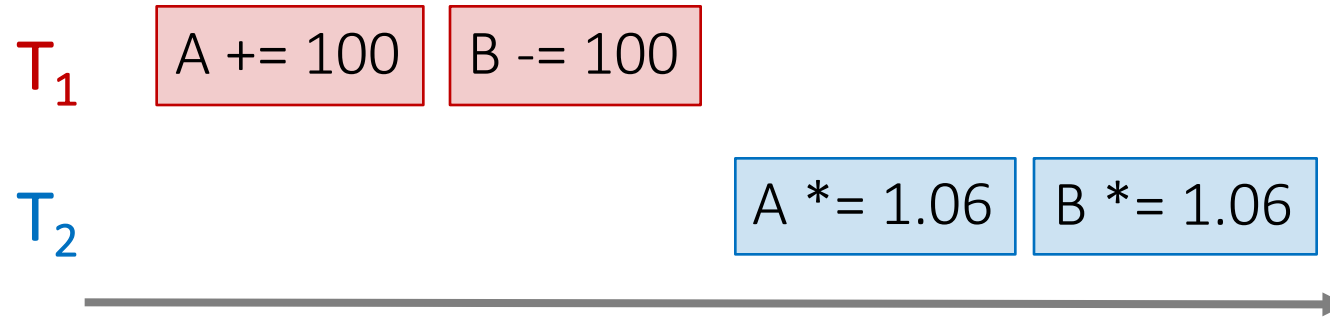 T₁ A += 100 B -= 100
T₂ A *= 1.06 B *= 1.06